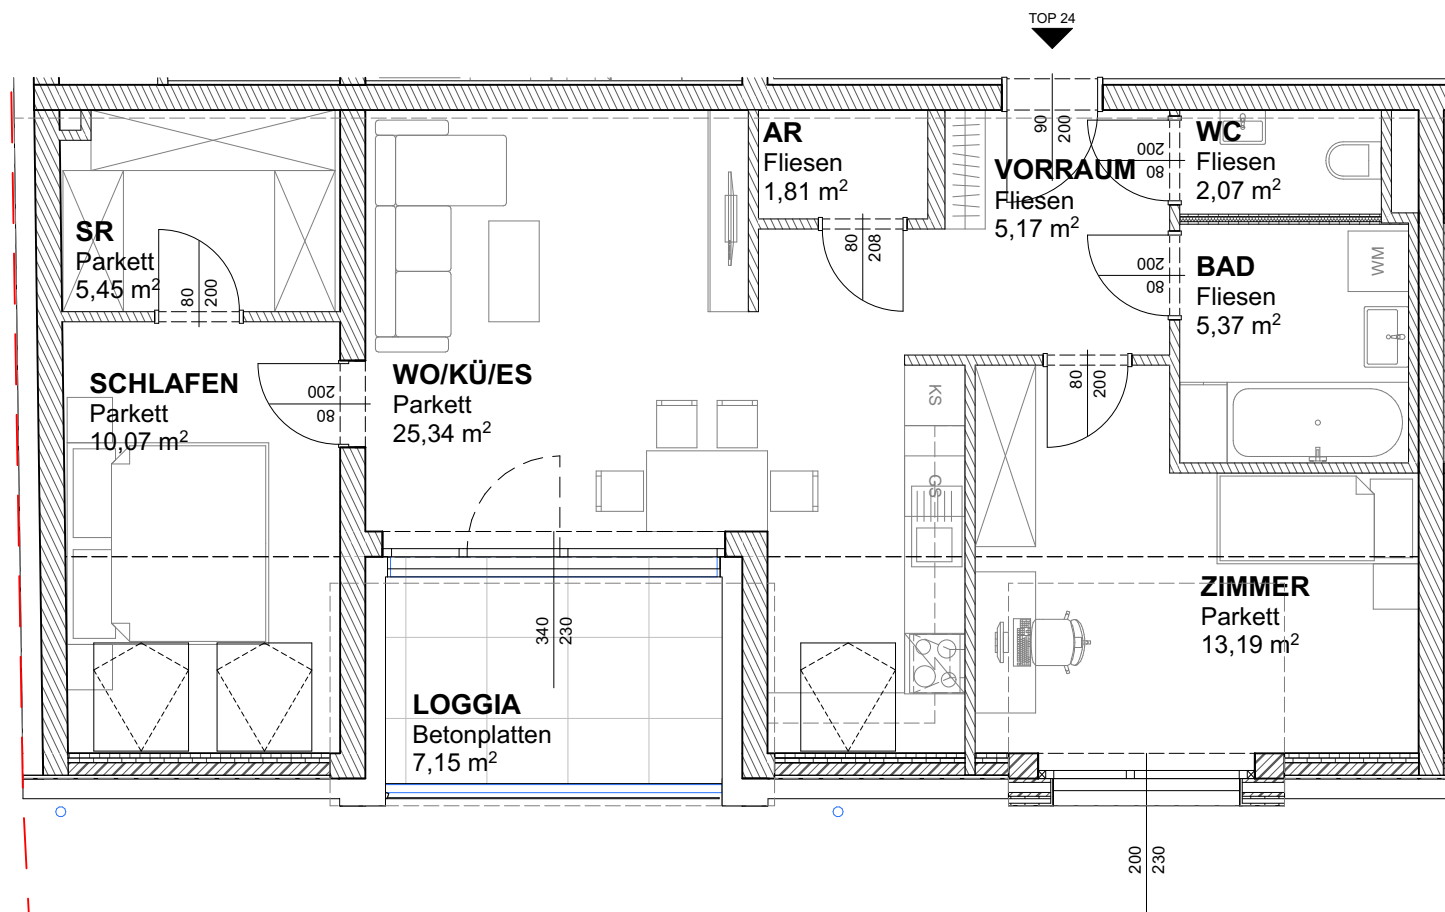 TOP 24
90
200
AR
Fliesen
1,81 m²
VORRAUM
Fliesen
5,17 m²
WC
Fliesen
2,07 m²
200
80
SR
Parkett
5,45 m²
80
200
80
208
200
80
BAD
Fliesen
5,37 m²
WM
SCHLAFEN
Parkett
10,07 m²
200
80
WO/KÜ/ES
Parkett
25,34 m²
KS
80
200
GS
ZIMMER
Parkett
13,19 m²
340
230
LOGGIA
Betonplatten
7,15 m²
200
230